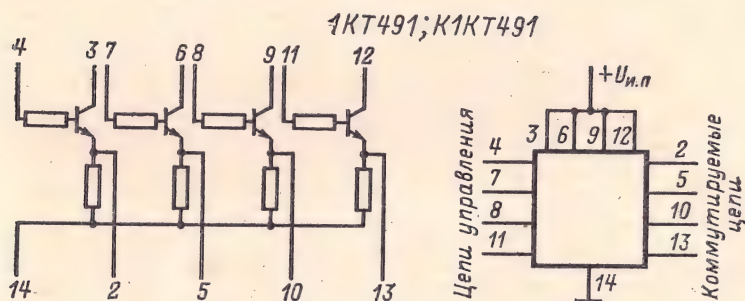 1КТ491; К1КТ491
4 3 7 6 8 9 11 12
14 2 5 10 13
+Uи.п
3 6 9 12
Цепи управления
4
7
8
11
2
5
10
13
Коммутируемые
цепи
14